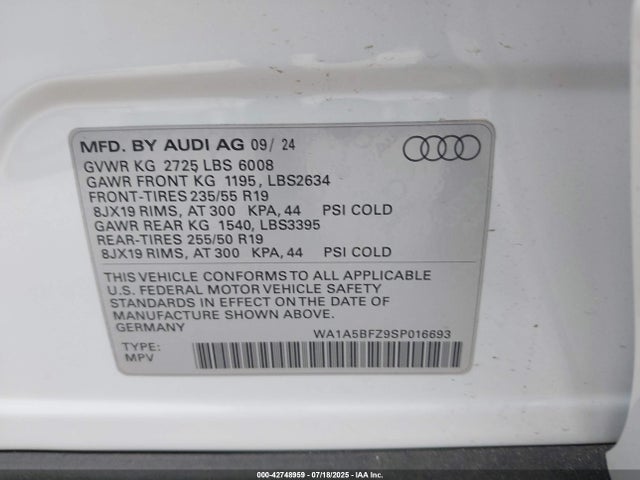 MFD. BY AUDI AG 09/ 24
GVWR KG 2725 LBS 6008
GAWR FRONT KG 1195, LBS2634
FRONT-TIRES 235/55 R19
8JX19 RIMS, AT 300 KPA, 44 PSI COLD
GAWR REAR KG 1540, LBS3395
REAR-TIRES 255/50 R19
8JX19 RIMS, AT 300 KPA, 44 PSI COLD
THIS VEHICLE CONFORMS TO ALL APPLICABLE
U.S. FEDERAL MOTOR VEHICLE SAFETY
STANDARDS IN EFFECT ON THE DATE OF
MANUFACTURE SHOWN ABOVE.
GERMANY WA1A5BFZ9SP016693
TYPE:
MPV
000-42748959 - 07/18/2025 - IAA Inc.